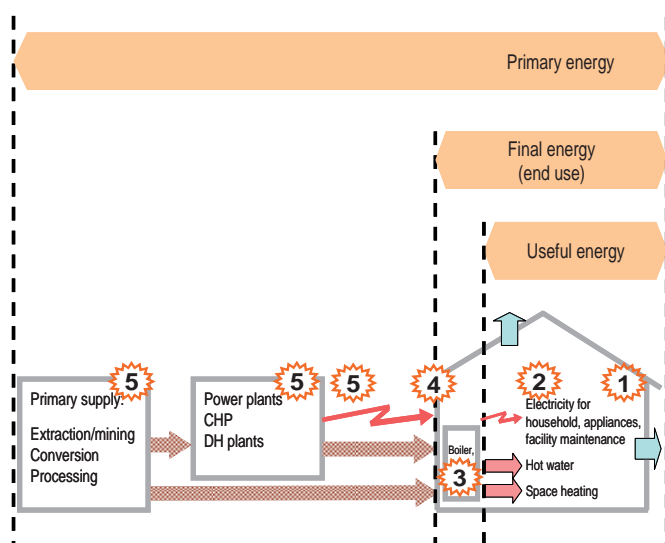 Primary energy
Final energy
(end use)
Useful energy
5
5
5
4
2
1
Primary supply:
Extraction/mining
Conversion
Processing
Power plants
CHP
DH plants
Electricity for
household, appliances,
facility maintenance
Boiler,
3
Hot water
Space heating